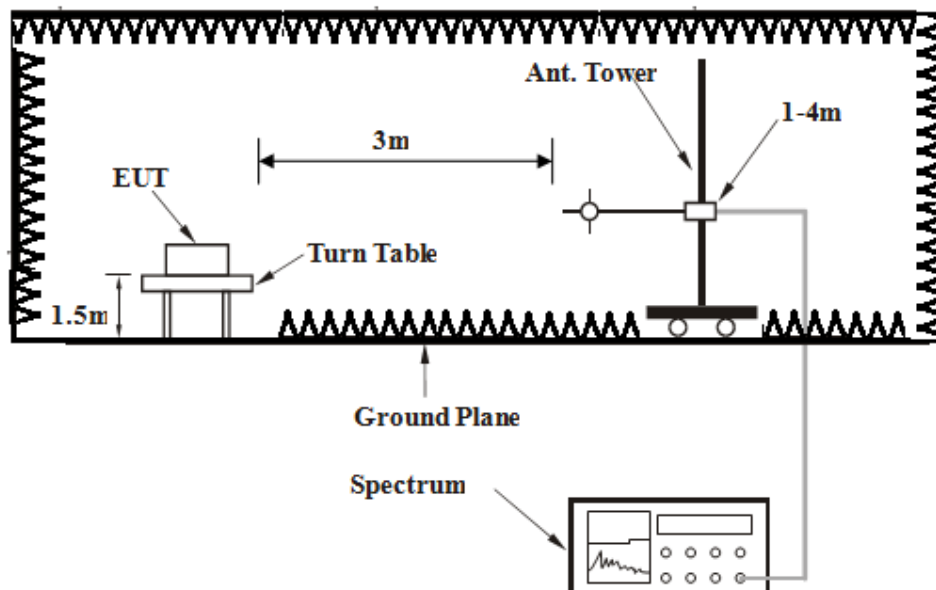 Ant. Tower
1-4m
3m
EUT
Turn Table
1.5m
Ground Plane
Spectrum